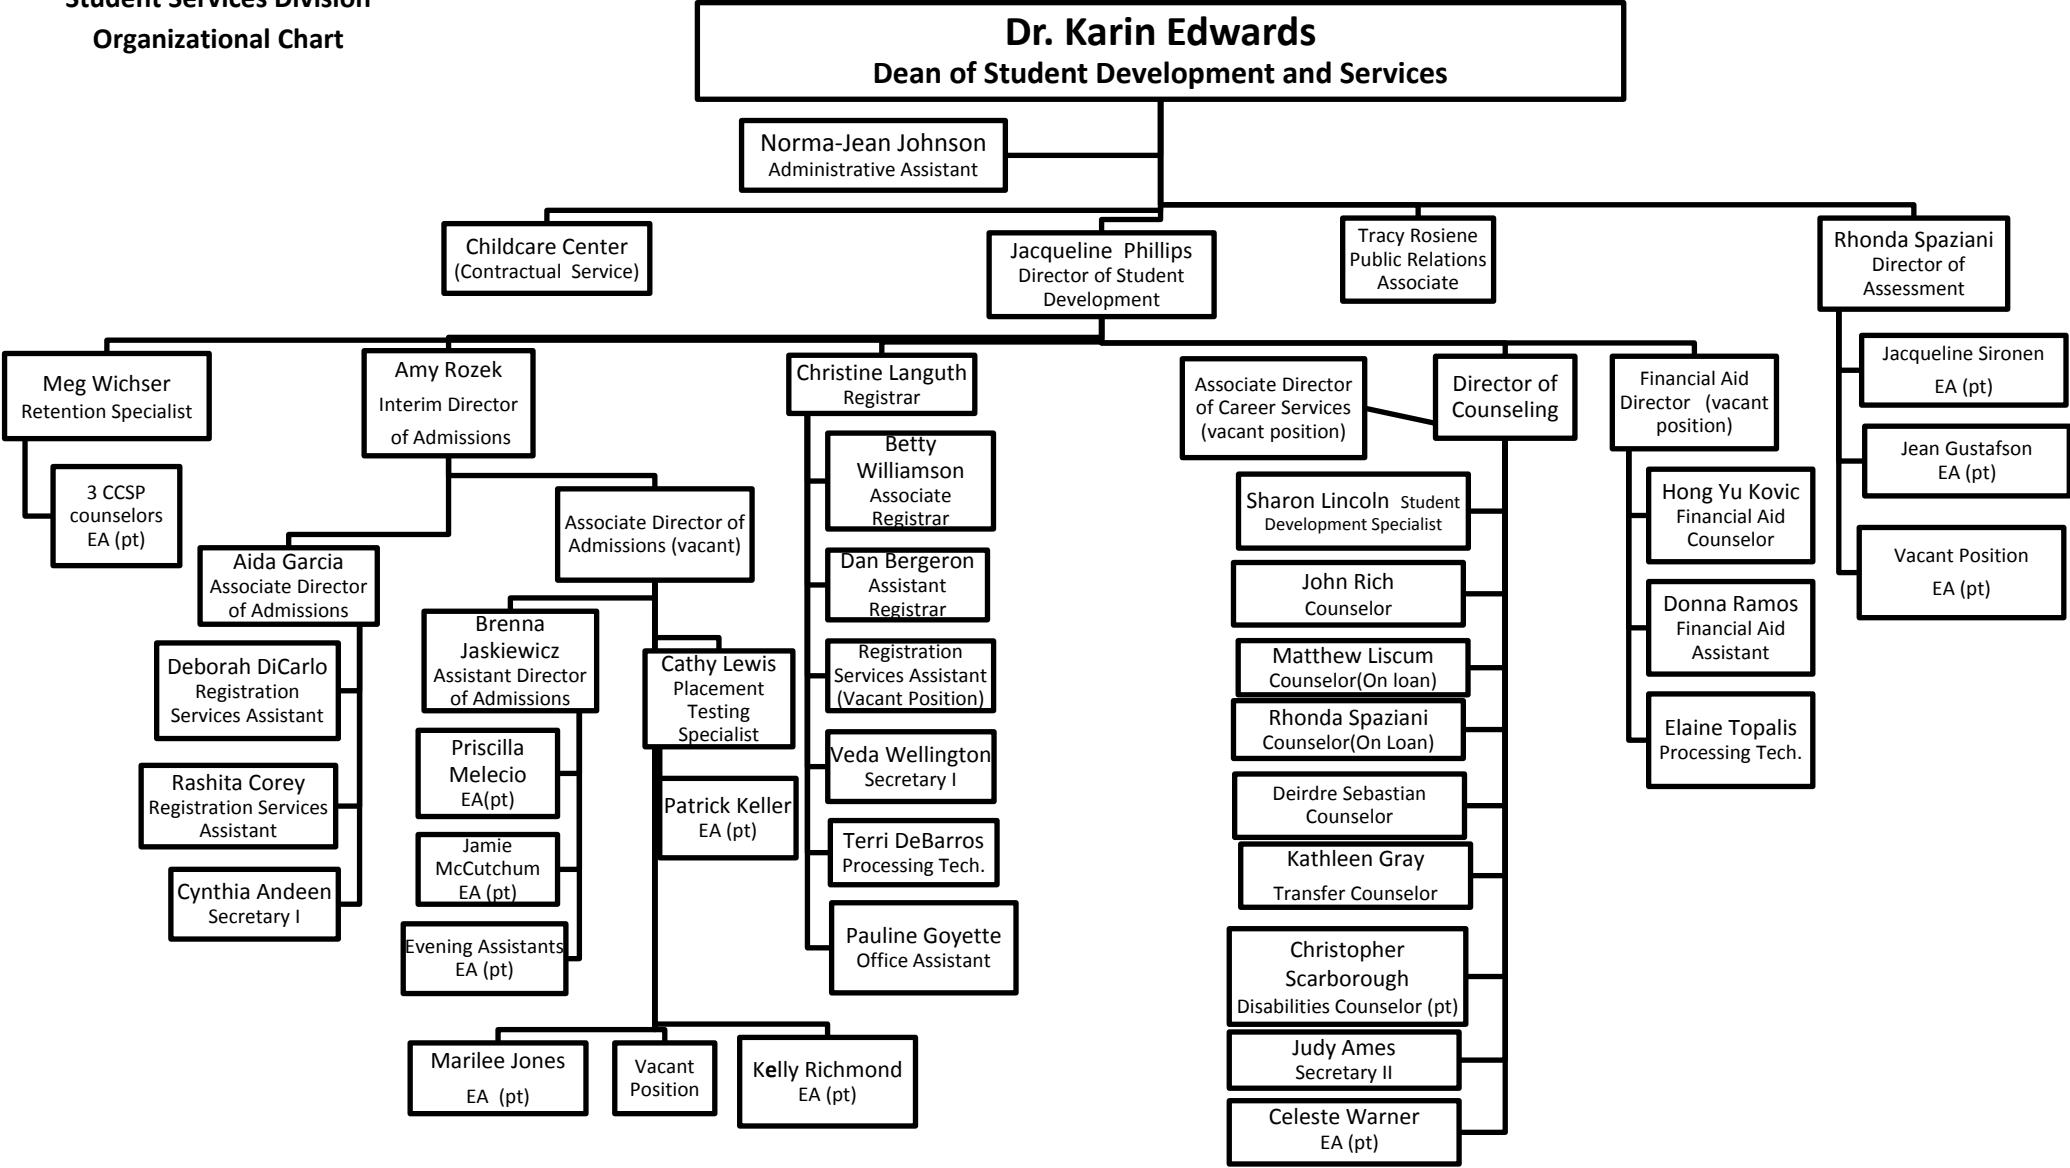 Student Services Division
Organizational Chart
Dr. Karin Edwards
Dean of Student Development and Services
Norma-Jean Johnson
Administrative Assistant
Childcare Center
(Contractual Service)
Jacqueline Phillips
Director of Student
Development
Tracy Rosiene
Public Relations
Associate
Rhonda Spaziani
Director of
Assessment
Jacqueline Sironen
EA (pt)
Jean Gustafson
EA (pt)
Vacant Position
EA (pt)
Meg Wichser
Retention Specialist
3 CCSP
counselors
EA (pt)
Amy Rozek
Interim Director
of Admissions
Aida Garcia
Associate Director
of Admissions
Deborah DiCarlo
Registration
Services Assistant
Rashita Corey
Registration Services
Assistant
Cynthia Andeen
Secretary I
Associate Director of
Admissions (vacant)
Brenna
Jaskiewicz
Assistant Director
of Admissions
Priscilla
Melecio
EA(pt)
Jamie
McCutchum
EA (pt)
Evening Assistants
EA (pt)
Cathy Lewis
Placement
Testing
Specialist
Patrick Keller
EA (pt)
Marilee Jones
EA (pt)
Vacant
Position
Kelly Richmond
EA (pt)
Christine Languth
Registrar
Betty
Williamson
Associate
Registrar
Dan Bergeron
Assistant
Registrar
Registration
Services Assistant
(Vacant Position)
Veda Wellington
Secretary I
Terri DeBarros
Processing Tech.
Pauline Goyette
Office Assistant
Associate Director
of Career Services
(vacant position)
Director of
Counseling
Sharon Lincoln Student
Development Specialist
John Rich
Counselor
Matthew Liscum
Counselor(On loan)
Rhonda Spaziani
Counselor(On Loan)
Deirdre Sebastian
Counselor
Kathleen Gray
Transfer Counselor
Christopher
Scarborough
Disabilities Counselor (pt)
Judy Ames
Secretary II
Celeste Warner
EA (pt)
Financial Aid
Director (vacant
position)
Hong Yu Kovic
Financial Aid
Counselor
Donna Ramos
Financial Aid
Assistant
Elaine Topalis
Processing Tech.